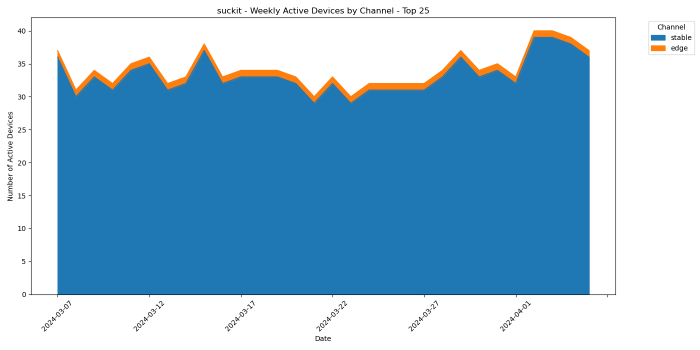 suckit - Weekly Active Devices by Channel - Top 25
Channel
stable
edge
Number of Active Devices
40
35
30
25
20
15
10
5
0
2024-03-07
2024-03-12
2024-03-17
2024-03-22
2024-03-27
2024-04-01
Date